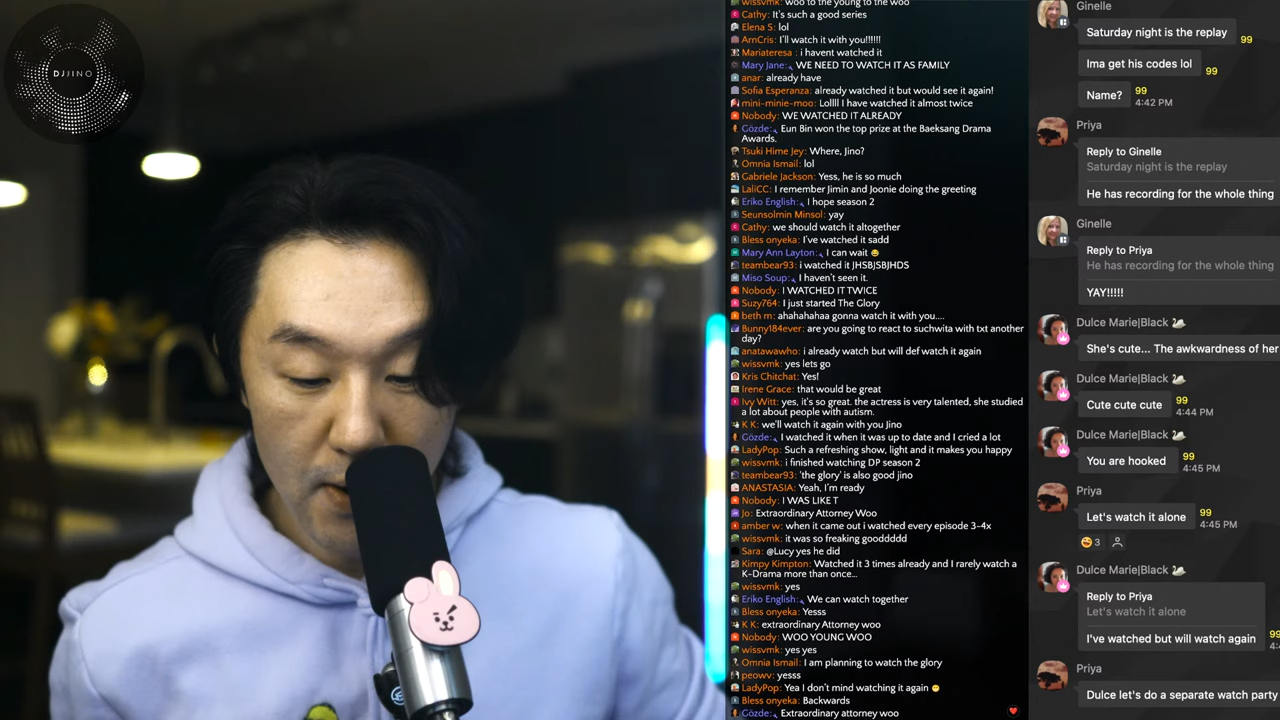 DJJINO
wissvmk: woo to the young to the woo
Cathy: It's such a good series
Elena S: lol
ArnCris: I'll watch it with you!!!!!!
Mariateresa : i havent watched it
Mary Jane: WE NEED TO WATCH IT AS FAMILY
anar: already have
Sofia Esperanza: already watched it but would see it again!
mini-minie-moo: Lollll I have watched it almost twice
Nobody: WE WATCHED IT ALREADY
Gözde: Eun Bin won the top prize at the Baeksang Drama
Awards.
Tsuki Hime Jey: Where, Jino?
Omnia Ismail: lol
Gabriele Jackson: Yess, he is so much
LaliCC: I remember Jimin and Joonie doing the greeting
Eriko English: I hope season 2
Seunsolmin Minsol: yay
Cathy: we should watch it altogether
Bless onyeka: I've watched it sadd
Mary Ann Layton: I can wait 😂
teambear93: i watched it JHSBJSBJHDS
Miso Soup: I haven't seen it.
Nobody: I WATCHED IT TWICE
Suzy764: I just started The Glory
beth m: ahahahahaa gonna watch it with you....
Bunny184ever: are you going to react to suchwita with txt another
day?
anatawawho: i already watch but will def watch it again
wissvmk: yes lets go
Kris Chitchat: Yes!
Irene Grace: that would be great
Ivy Witt: yes, it's so great. the actress is very talented, she studied
a lot about people with autism.
K K: we'll watch it again with you Jino
Gözde: I watched it when it was up to date and I cried a lot
LadyPop: Such a refreshing show, light and it makes you happy
wissvmk: i finished watching DP season 2
teambear93: 'the glory' is also good jino
ANASTASIA: Yeah, I'm ready
Nobody: I WAS LIKE T
Jo: Extraordinary Attorney Woo
amber w: when it came out i watched every episode 3-4x
wissvmk: it was so freaking gooddddd
Sara: @Lucy yes he did
Kimpy Kimpton: Watched it 3 times already and I rarely watch a
K-Drama more than once...
wissvmk: yes
Eriko English: We can watch together
Bless onyeka: Yesss
K K: extraordinary Attorney woo
Nobody: WOO YOUNG WOO
wissvmk: yes yes
Omnia Ismail: I am planning to watch the glory
peowv: yesss
LadyPop: Yea I don't mind watching it again 😁
Bless onyeka: Backwards
Gözde: Extraordinary attorney woo
Ginelle
Saturday night is the replay
99
Ima get his codes lol
99
Name?
99
4:42 PM
Priya
Reply to Ginelle
Saturday night is the replay
He has recording for the whole thing
Ginelle
Reply to Priya
He has recording for the whole thing
YAY!!!!!
Dulce Marie|Black🦢
She's cute... The awkwardness of her
Dulce Marie|Black🦢
Cute cute cute
99
4:44 PM
Dulce Marie|Black🦢
You are hooked
99
4:45 PM
Priya
Let's watch it alone
99
4:45 PM
3
Dulce Marie|Black🦢
Reply to Priya
Let's watch it alone
I've watched but will watch again
99
Priya
Dulce let's do a separate watch party